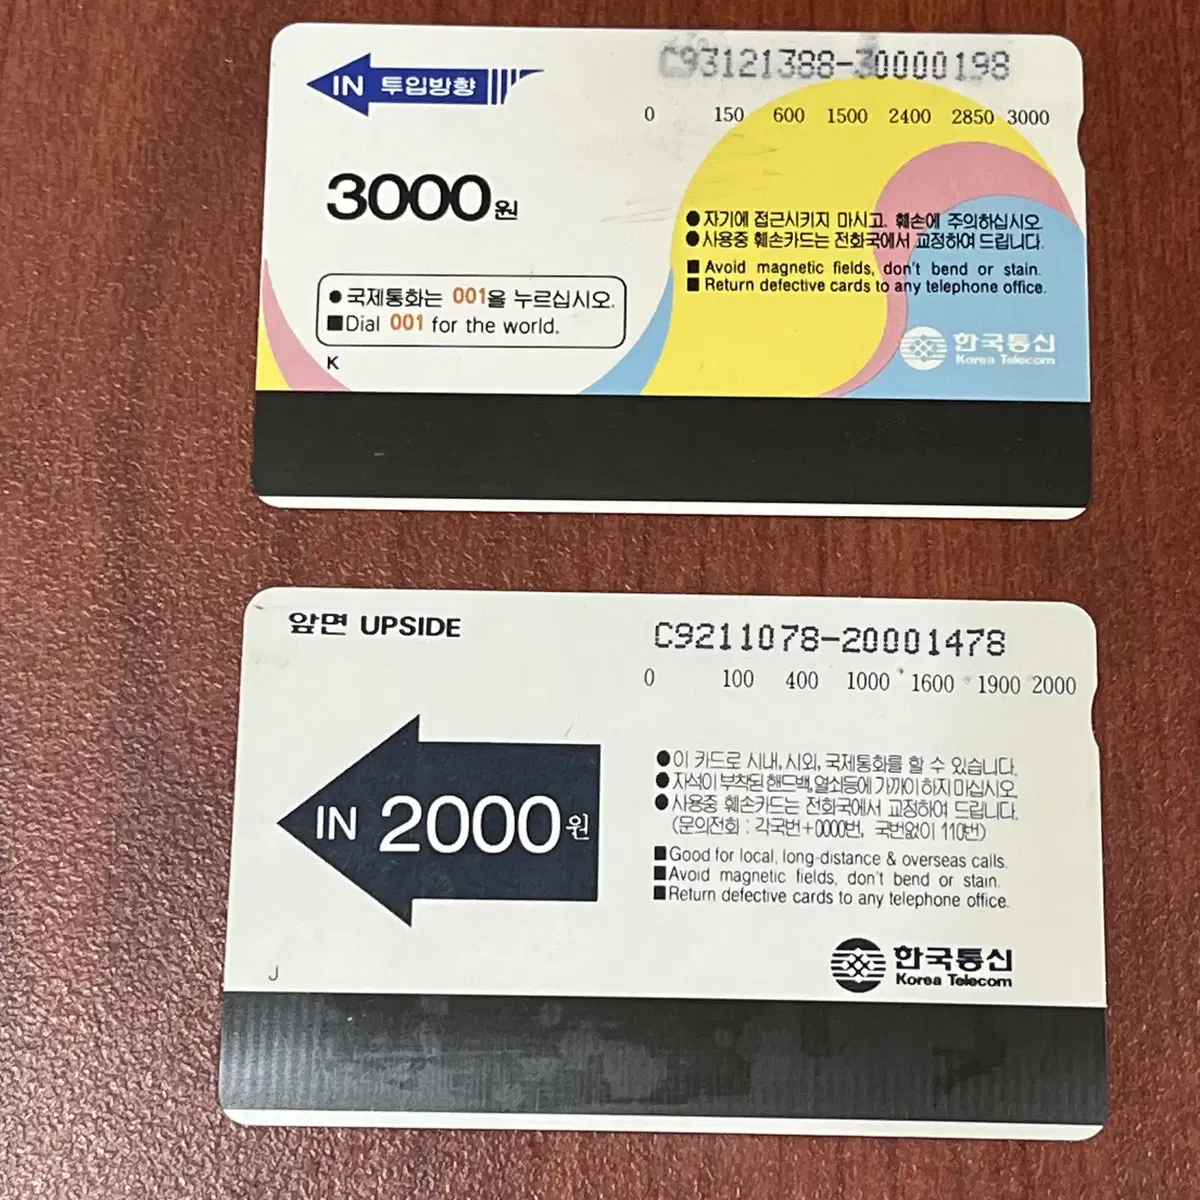 IN 투입방향
C93121388-30000198
0 150 600 1500 2400 2850 3000
3000원
●자기에 접근시키지 마시고, 훼손에 주의하십시오.
●사용중 훼손카드는 전화국에서 교정하여 드립니다.
■Avoid magnetic fields, don't bend or stain.
■Return defective cards to any telephone office.
●국제통화는 001을 누르십시오.
■Dial 001 for the world.
K
한국통신
Korea Telecom
앞면 UPSIDE
C9211078-20001478
0 100 400 1000 1600 1900 2000
IN 2000원
●이 카드로 시내, 시외, 국제통화를 할 수 있습니다.
●자석이 부착된 핸드백, 열쇠등에 가까이 하지 마십시오.
●사용중 훼손카드는 전화국에서 교정하여 드립니다.
(문의전화 : 각국번+0000번, 국번없이 110번)
■Good for local, long-distance & overseas calls.
■Avoid magnetic fields, don't bend or stain.
■Return defective cards to any telephone office.
J
한국통신
Korea Telecom